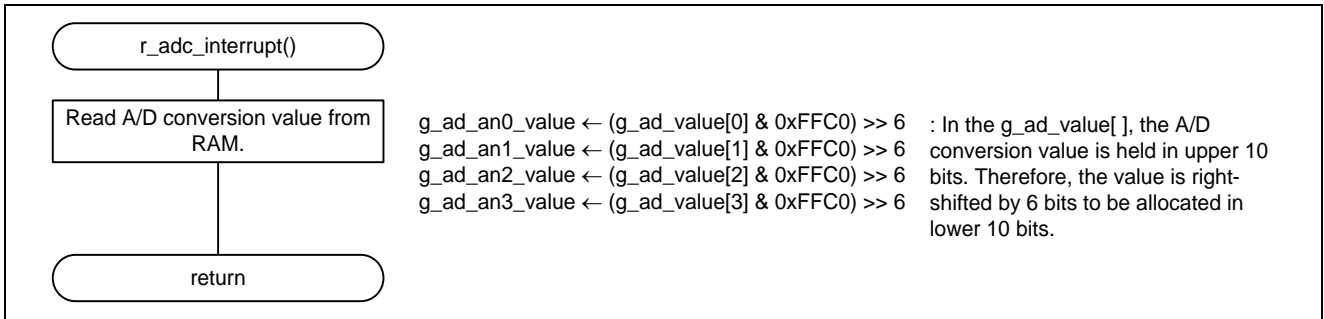 r_adc_interrupt()
Read A/D conversion value from
RAM.
g_ad_an0_value ← (g_ad_value[0] & 0xFFC0) >> 6
g_ad_an1_value ← (g_ad_value[1] & 0xFFC0) >> 6
g_ad_an2_value ← (g_ad_value[2] & 0xFFC0) >> 6
g_ad_an3_value ← (g_ad_value[3] & 0xFFC0) >> 6
: In the g_ad_value[ ], the A/D
conversion value is held in upper 10
bits. Therefore, the value is right-
shifted by 6 bits to be allocated in
lower 10 bits.
return